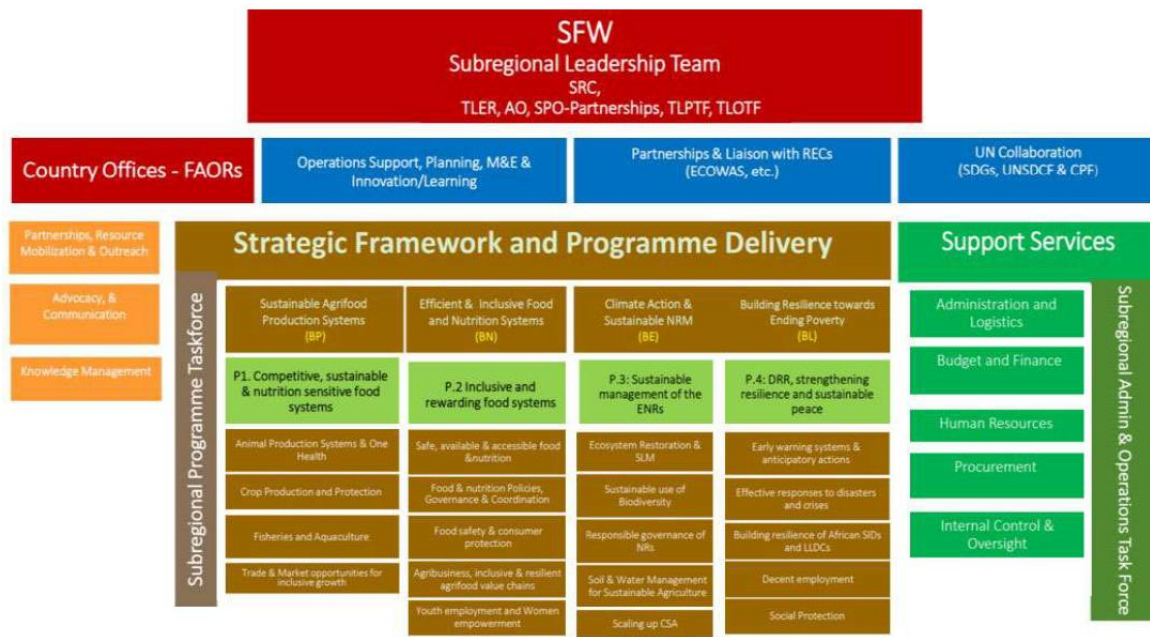 SFW
Subregional Leadership Team
SRC,
TLER, AO, SPO-Partnerships, TLPTF, TLOTF
Country Offices - FAORs
Operations Support, Planning, M&E &
Innovation/Learning
Partnerships & Liaison with RECs
(ECOWAS, etc.)
UN Collaboration
(SDGs, UNSDCF & CPF)
Partnerships, Resource
Mobilization & Outreach
Advocacy, &
Communication
Knowledge Management
Subregional Programme Taskforce
Strategic Framework and Programme Delivery
Sustainable Agrifood
Production Systems
(BP)
Efficient & Inclusive Food
and Nutrition Systems
(BN)
Climate Action &
Sustainable NRM
(BE)
Building Resilience towards
Ending Poverty
(BL)
P1. Competitive, sustainable
& nutrition sensitive food
systems
P.2 Inclusive and
rewarding food systems
P.3: Sustainable
management of the
ENRs
P.4: DRR, strengthening
resilience and sustainable
peace
Animal Production Systems & One
Health
Crop Production and Protection
Fisheries and Aquaculture
Trade & Market opportunities for
inclusive growth
Safe, available & accessible food
&nutrition
Food & nutrition Policies,
Governance & Coordination
Food safety & consumer
protection
Agribusiness, inclusive & resilient
agrifood value chains
Youth employment and Women
empowerment
Ecosystem Restoration &
SLM
Sustainable use of
Biodiversity
Responsible governance of
NRs
Soil & Water Management
for Sustainable Agriculture
Scaling up CSA
Early warning systems &
anticipatory actions
Effective responses to disasters
and crises
Building resilience of African SIDs
and LLDCs
Decent employment
Social Protection
Support Services
Administration and
Logistics
Budget and Finance
Human Resources
Procurement
Internal Control &
Oversight
Subregional Admin & Operations Task Force